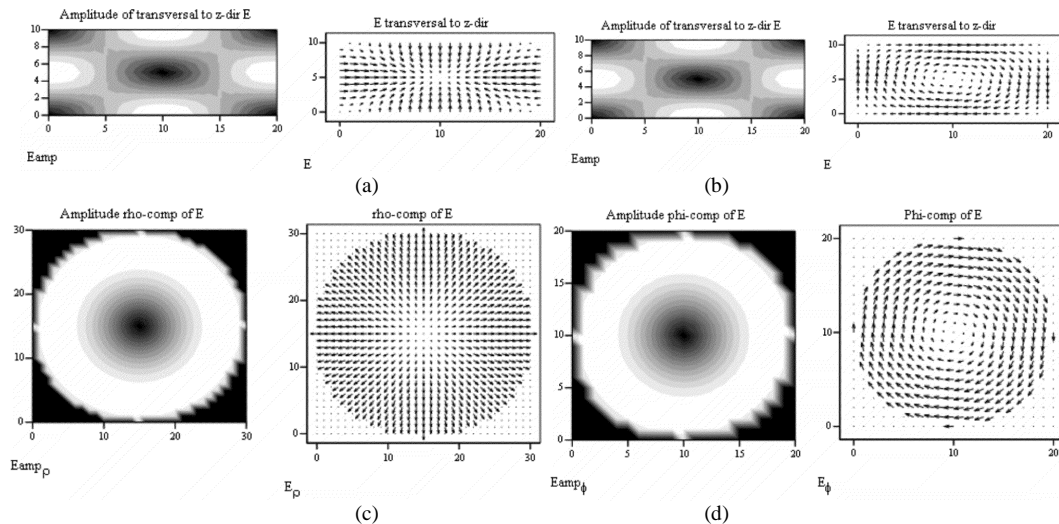 Amplitude of transversal to z-dir E
E transversal to z-dir
Amplitude of transversal to z-dir E
E transversal to z-dir
10
8
6
4
2
0
0 5 10 15 20
Eamp
10
5
0
0 10 20
E
10
8
6
4
2
0
0 5 10 15 20
Eamp
10
5
0
0 10 20
E
(a)
(b)
Amplitude rho-comp of E
rho-comp of E
Amplitude phi-comp of E
Phi-comp of E
30
20
10
0
0 10 20 30
Eampρ
30
20
10
0
0 10 20 30
Eρ
20
15
10
5
0
0 5 10 15 20
Eampϕ
20
10
0
0 10 20
Eϕ
(c)
(d)